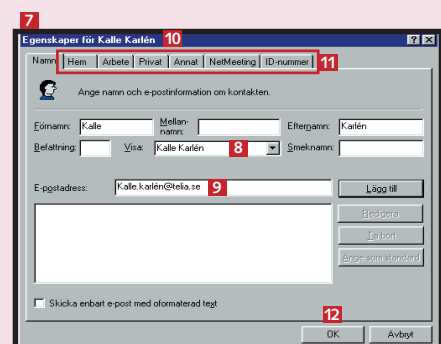 7
Egenskaper för Kalle Karlén 10
Namn Hem Arbete Privat Annat NetMeeting ID-nummer 11
Ange namn och e-postinformation om kontakten.
Förnamn: Kalle Mellan-namn: Efternamn: Karlén
Befattning: Visa: Kalle Karlén 8 Smeknamn:
E-postadress: Kalle.karlén@telia.se 9 Lägg till
Redigera
Ta bort
Ange som standard
Skicka enbart e-post med oformaterad text
12
OK Avbryt